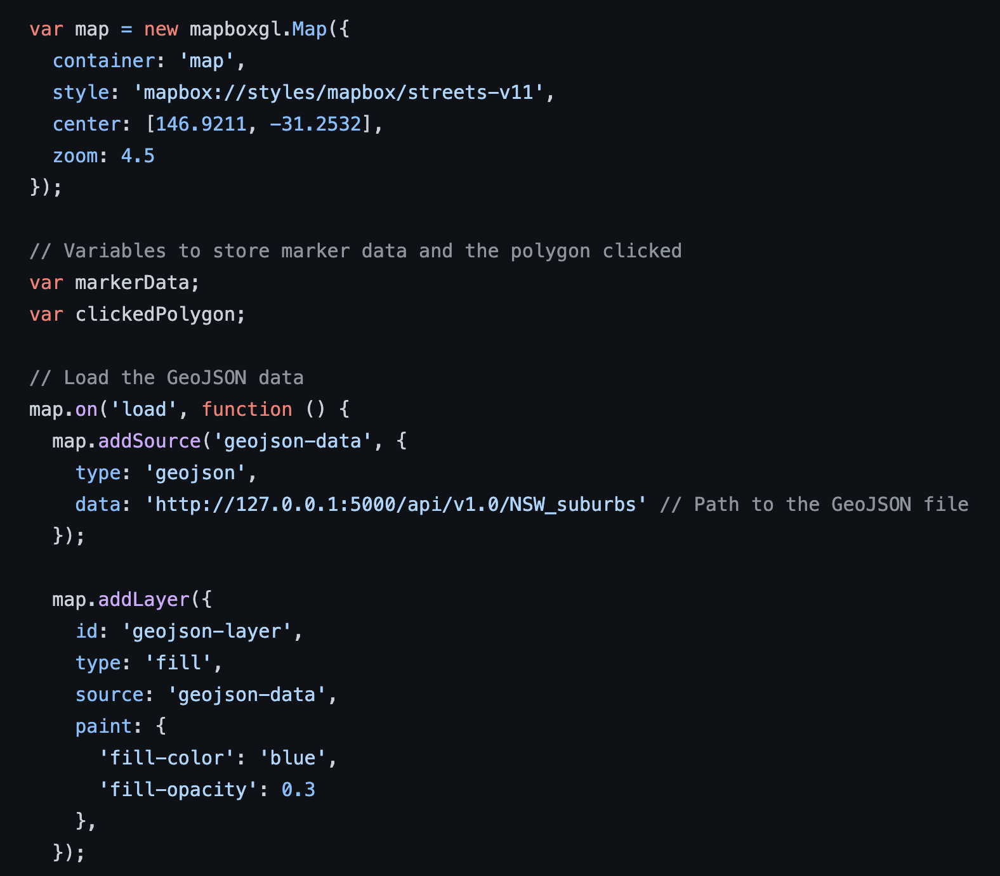 var map = new mapboxgl.Map({
  container: 'map',
  style: 'mapbox://styles/mapbox/streets-v11',
  center: [146.9211, -31.2532],
  zoom: 4.5
});

// Variables to store marker data and the polygon clicked
var markerData;
var clickedPolygon;

// Load the GeoJSON data
map.on('load', function () {
  map.addSource('geojson-data', {
    type: 'geojson',
    data: 'http://127.0.0.1:5000/api/v1.0/NSW_suburbs' // Path to the GeoJSON file
  });

  map.addLayer({
    id: 'geojson-layer',
    type: 'fill',
    source: 'geojson-data',
    paint: {
      'fill-color': 'blue',
      'fill-opacity': 0.3
    },
  });